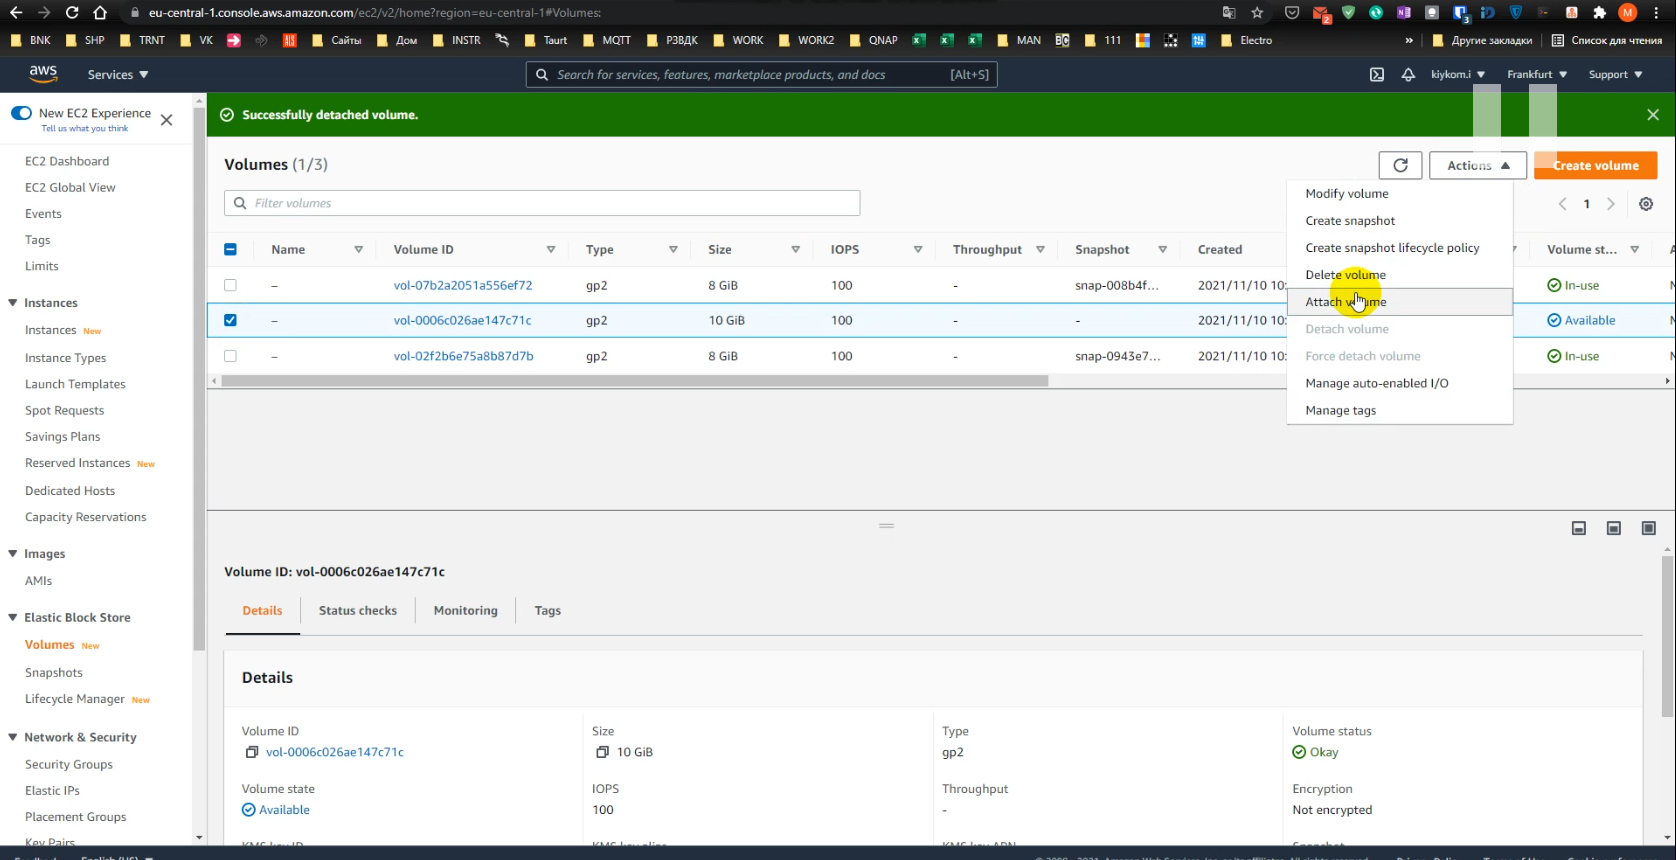 eu-central-1.console.aws.amazon.com/ec2/v2/home?region=eu-central-1#Volumes:
2 3 M
BNK SHP TRNT VK Сайты Дом INSTR Taurt MQTT РЗВДК WORK WORK2 QNAP MAN 111 Electro » Другие закладки Список для чтения
aws Services Search for services, features, marketplace products, and docs [Alt+S] kiykom.i Frankfurt Support
New EC2 Experience
Tell us what you think
Successfully detached volume.
Volumes (1/3)
Actions Create volume
Filter volumes
1
Modify volume
Create snapshot
Create snapshot lifecycle policy
Delete volume
Attach volume
Detach volume
Force detach volume
Manage auto-enabled I/O
Manage tags
Name Volume ID Type Size IOPS Throughput Snapshot Created Volume st...
– vol-07b2a2051a556ef72 gp2 8 GiB 100 - snap-008b4f... 2021/11/10 10: In-use
– vol-0006c026ae147c71c gp2 10 GiB 100 - - 2021/11/10 10: Available
– vol-02f2b6e75a8b87d7b gp2 8 GiB 100 - snap-0943e7... 2021/11/10 10: In-use
EC2 Dashboard
EC2 Global View
Events
Tags
Limits
Instances
Instances New
Instance Types
Launch Templates
Spot Requests
Savings Plans
Reserved Instances New
Dedicated Hosts
Capacity Reservations
Images
AMIs
Elastic Block Store
Volumes New
Snapshots
Lifecycle Manager New
Network & Security
Security Groups
Elastic IPs
Placement Groups
Key Pairs
Volume ID: vol-0006c026ae147c71c
Details Status checks Monitoring Tags
Details
Volume ID Size Type Volume status
vol-0006c026ae147c71c 10 GiB gp2 Okay
Volume state IOPS Throughput Encryption
Available 100 - Not encrypted
English (US)